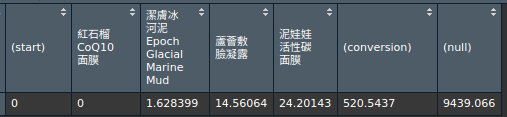 (start)
紅石榴
CoQ10
面膜
潔膚冰
河泥
Epoch
Glacial
Marine
Mud
蘆薈敷
臉凝露
泥娃娃
活性碳
面膜
(conversion)
(null)
0
0
1.628399
14.56064
24.20143
520.5437
9439.066